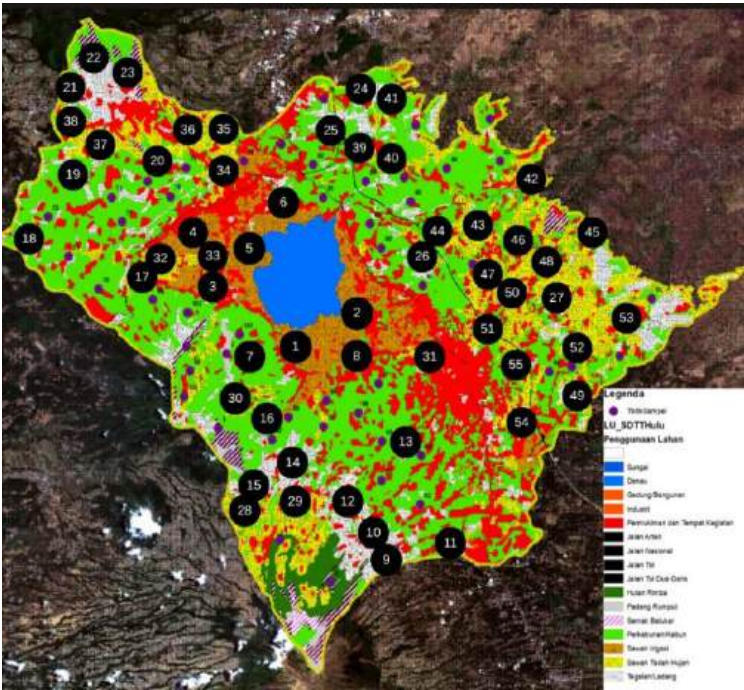 22
23
21
24
41
38
36
35
25
37
39
20
40
19
34
42
6
4
43
44
45
18
5
46
33
26
32
48
17
47
3
50
27
2
53
51
1
7
8
31
52
55
30
49
16
54
13
14
15
29
12
28
10
11
9
Legenda
Titik Sampel
LU_SDTTHulu
Penggunaan Lahan
Sungai
Danau
Gedung/Bangunan
Industri
Permukiman dan Tempat Kegiatan
Jalan Arteri
Jalan Nasional
Jalan Tol
Jalan Tol Dua Garis
Hutan Rimba
Padang Rumput
Semak Belukar
Perkebunan/Kebun
Sawah Irigasi
Sawah Tadah Hujan
Tegalan/Ladang